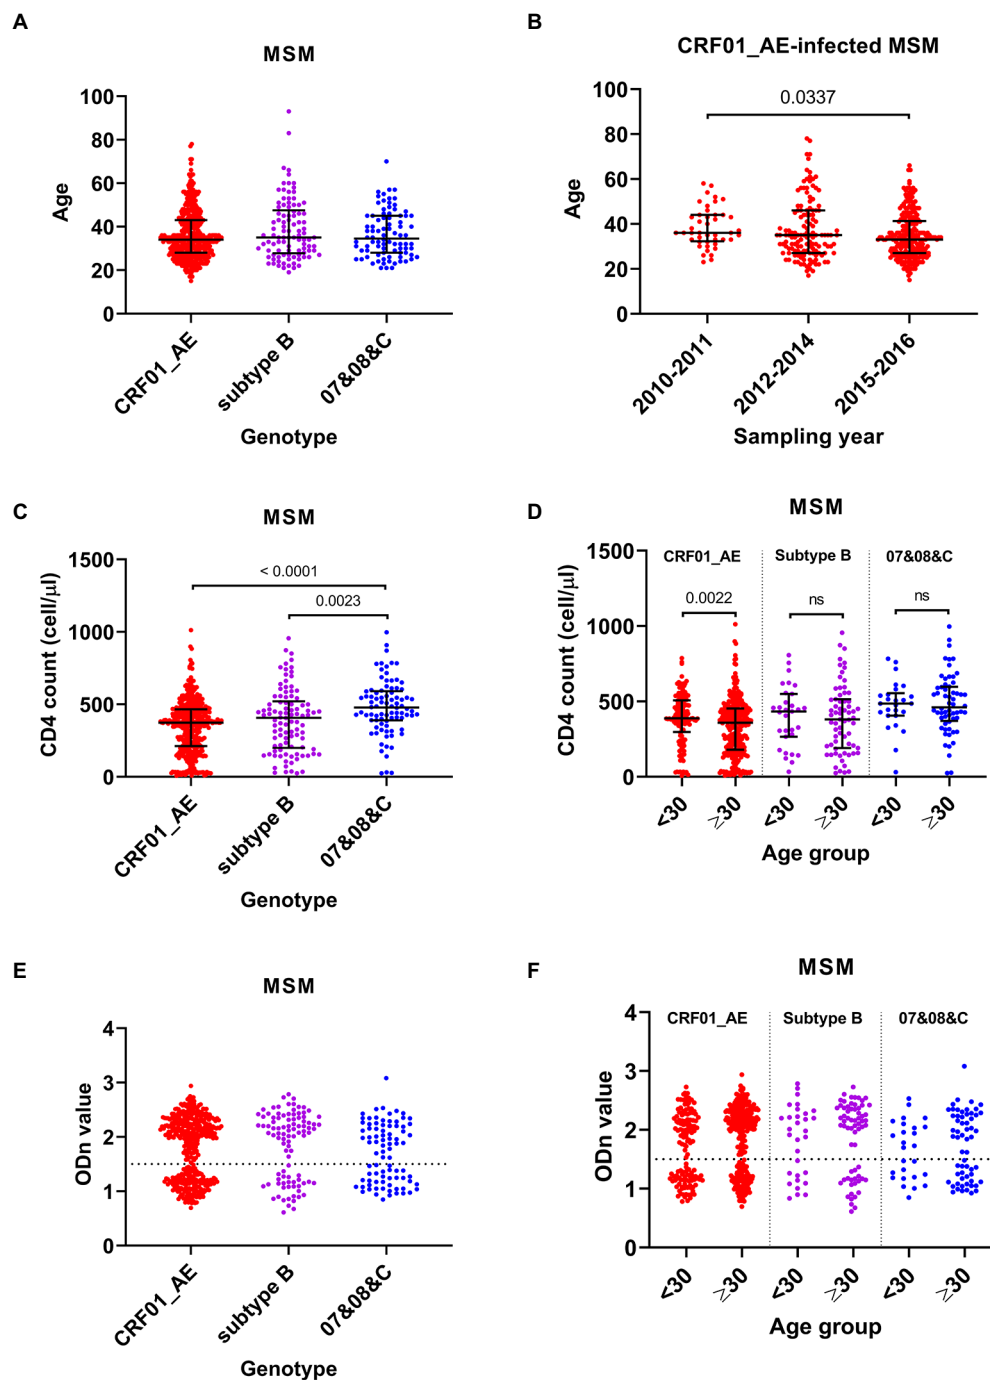 A
MSM
Age
100
80
60
40
20
0
CRF01_AE
subtype B
07&08&C
Genotype
B
CRF01_AE-infected MSM
0.0337
Age
100
80
60
40
20
0
2010-2011
2012-2014
2015-2016
Sampling year
C
MSM
CD4 count (cell/μl)
1500
1000
500
0
< 0.0001
0.0023
CRF01_AE
subtype B
07&08&C
Genotype
D
MSM
CD4 count (cell/μl)
1500
1000
500
0
CRF01_AE
Subtype B
07&08&C
0.0022
ns
ns
<30
≥30
<30
≥30
<30
≥30
Age group
E
MSM
ODn value
4
3
2
1
0
CRF01_AE
subtype B
07&08&C
Genotype
F
MSM
ODn value
4
3
2
1
0
CRF01_AE
Subtype B
07&08&C
<30
≥30
<30
≥30
<30
≥30
Age group